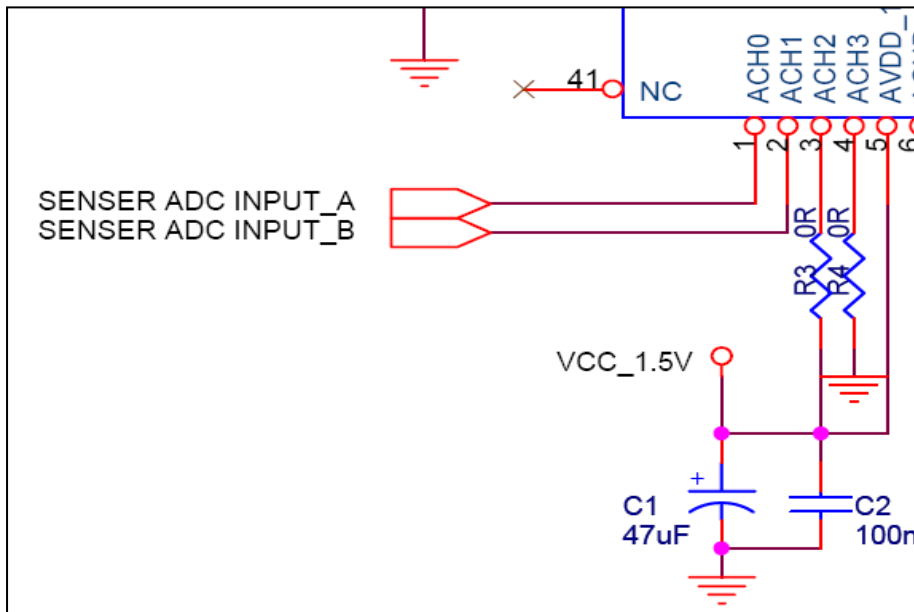 ACH0
ACH1
ACH2
ACH3
41
NC
1
2
3
4
5
SENSER ADC INPUT_A
SENSER ADC INPUT_B
0R
0R
R3
R4
VCC_1.5V
+
C1
47uF
C2